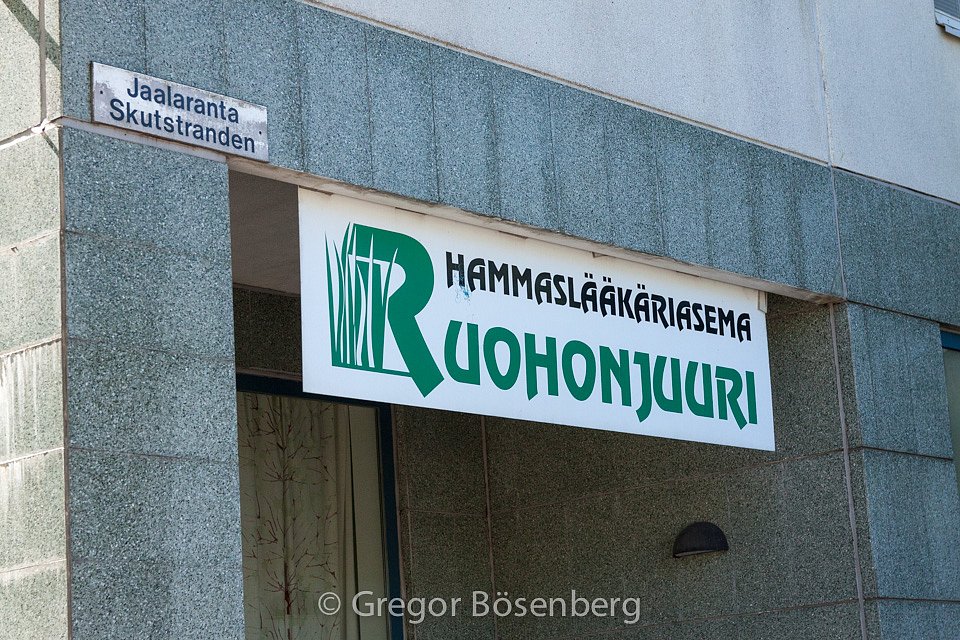 Jaalaranta
Skutstranden
HAMMASLÄÄKÄRIASEMA
RUOHONJUURI
© Gregor Bösenberg